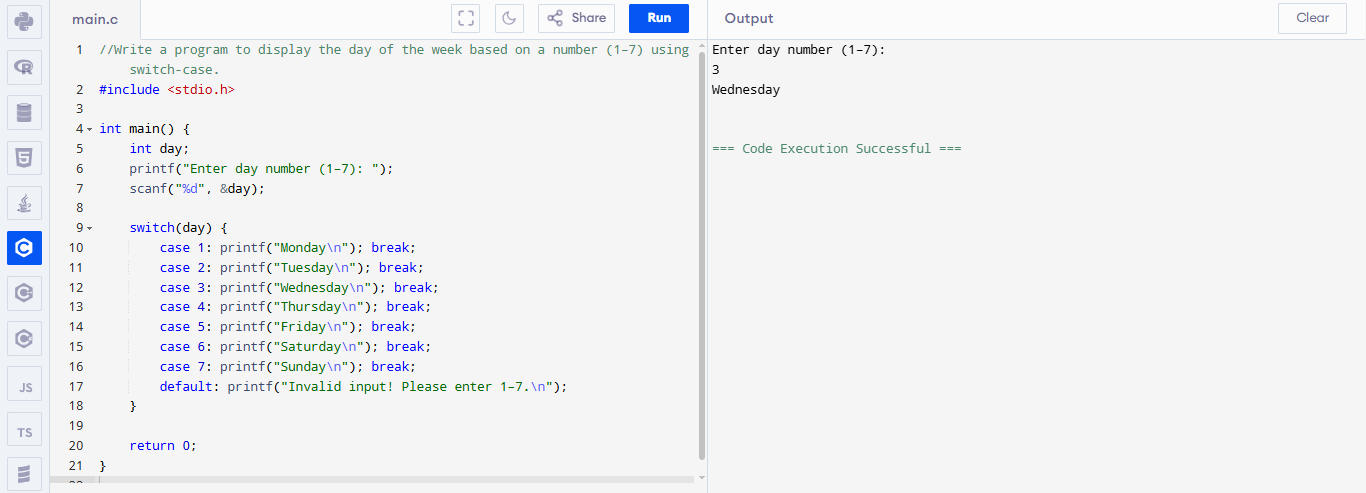 main.c
Share
Run
Output
Clear
1 //Write a program to display the day of the week based on a number (1–7) using
switch-case.
2 #include <stdio.h>
3
4 int main() {
5 int day;
6 printf("Enter day number (1–7): ");
7 scanf("%d", &day);
8
9 switch(day) {
10 case 1: printf("Monday\n"); break;
11 case 2: printf("Tuesday\n"); break;
12 case 3: printf("Wednesday\n"); break;
13 case 4: printf("Thursday\n"); break;
14 case 5: printf("Friday\n"); break;
15 case 6: printf("Saturday\n"); break;
16 case 7: printf("Sunday\n"); break;
17 default: printf("Invalid input! Please enter 1–7.\n");
18 }
19
20 return 0;
21 }
Enter day number (1–7):
3
Wednesday
=== Code Execution Successful ===
R
5
C
C
C
JS
TS